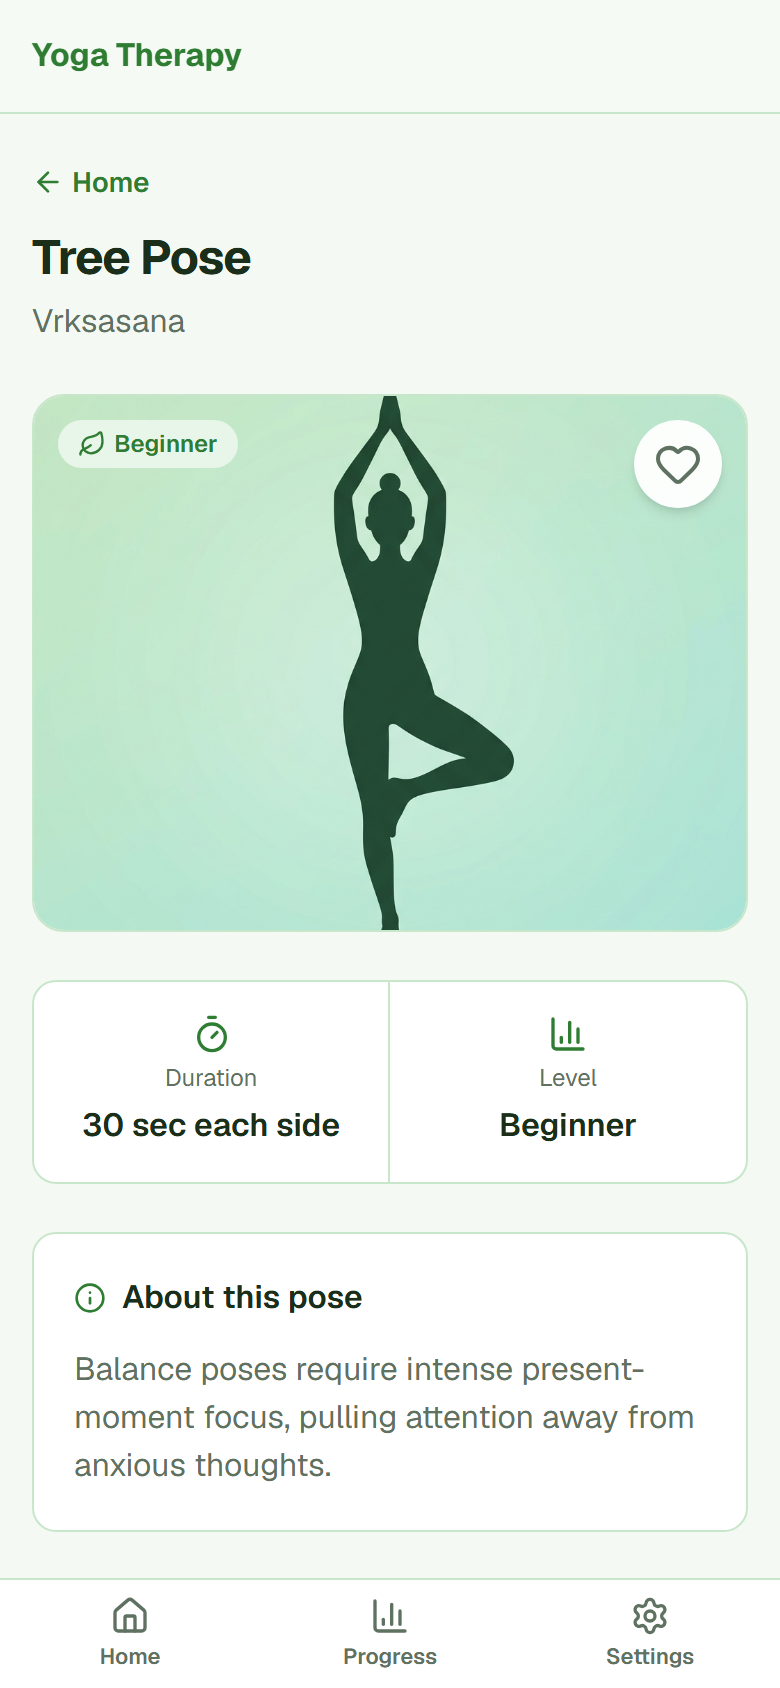 Yoga Therapy
Home
Tree Pose
Vrksasana
Beginner
Duration
30 sec each side
Level
Beginner
About this pose
Balance poses require intense present-
moment focus, pulling attention away from
anxious thoughts.
Home
Progress
Settings